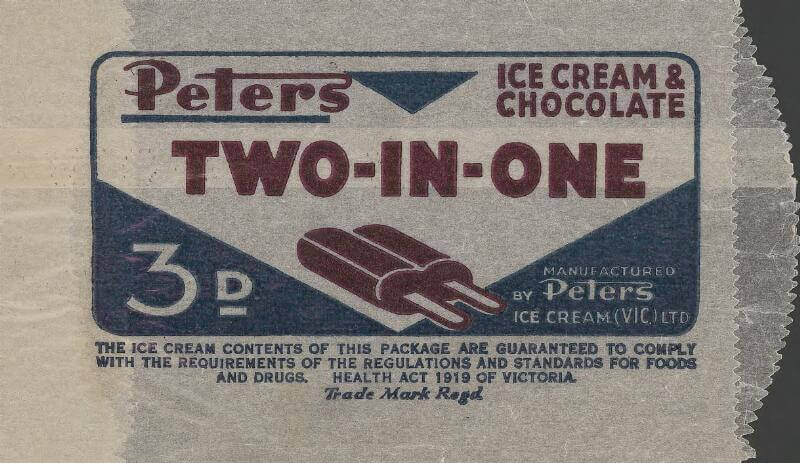 Peters
ICE CREAM &
CHOCOLATE
TWO-IN-ONE
3D
MANUFACTURED
BY Peters
ICE CREAM (VIC.) LTD
THE ICE CREAM CONTENTS OF THIS PACKAGE ARE GUARANTEED TO COMPLY
WITH THE REQUIREMENTS OF THE REGULATIONS AND STANDARDS FOR FOODS
AND DRUGS. HEALTH ACT 1919 OF VICTORIA.
Trade Mark Regd